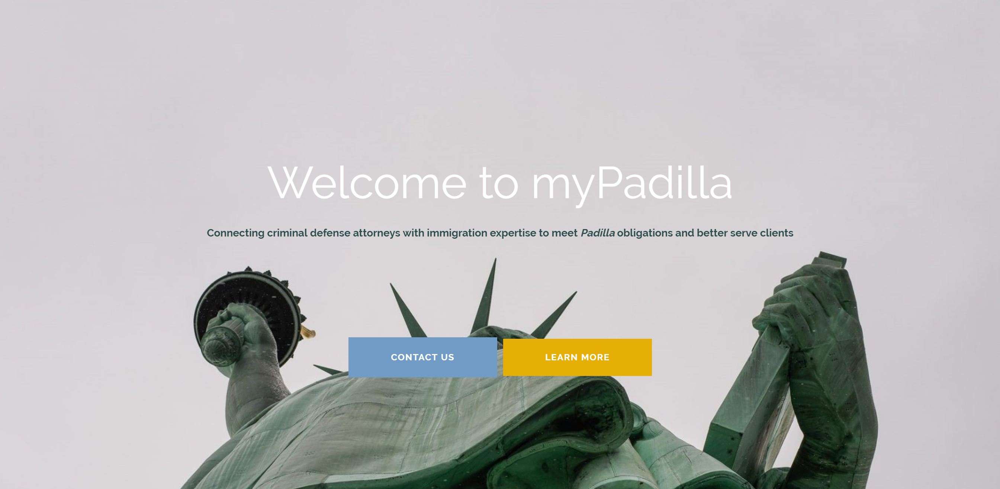 Welcome to myPadilla
Connecting criminal defense attorneys with immigration expertise to meet Padilla obligations and better serve clients
CONTACT US
LEARN MORE